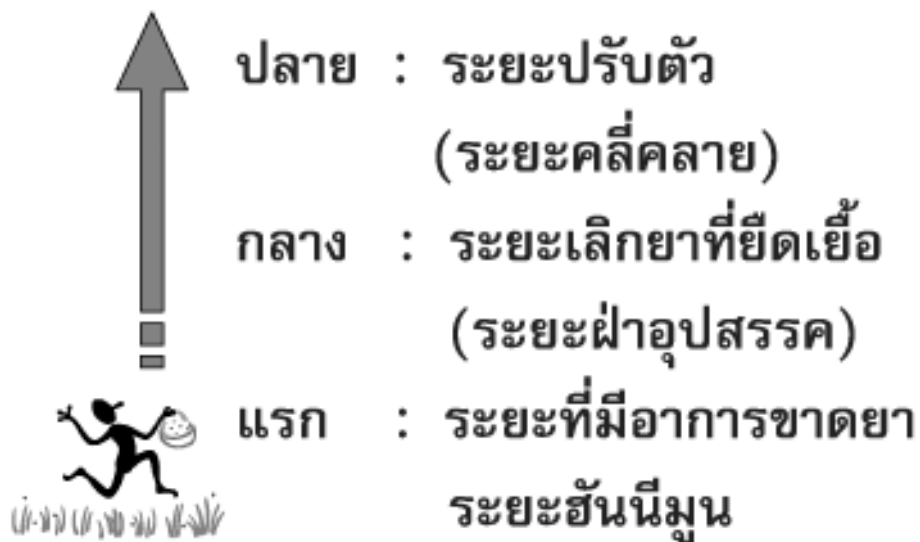 ปลาย : ระยะปรับตัว
(ระยะคลี่คลาย)
กลาง : ระยะเลิกยาที่ยืดเยื้อ
(ระยะฝ่าอุปสรรค)
แรก : ระยะที่มีอาการขาดยา
ระยะฮันนีมูน